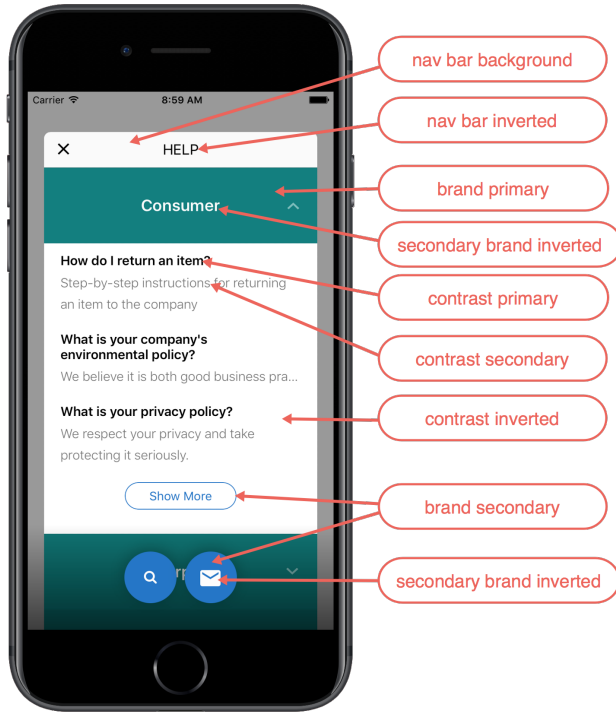 nav bar background
Carrier
8:59 AM
nav bar inverted
HELP
brand primary
Consumer
secondary brand inverted
How do I return an item?
Step-by-step instructions for returning
an item to the company
contrast primary
What is your company's
environmental policy?
We believe it is both good business pra...
contrast secondary
What is your privacy policy?
We respect your privacy and take
protecting it seriously.
contrast inverted
Show More
brand secondary
secondary brand inverted